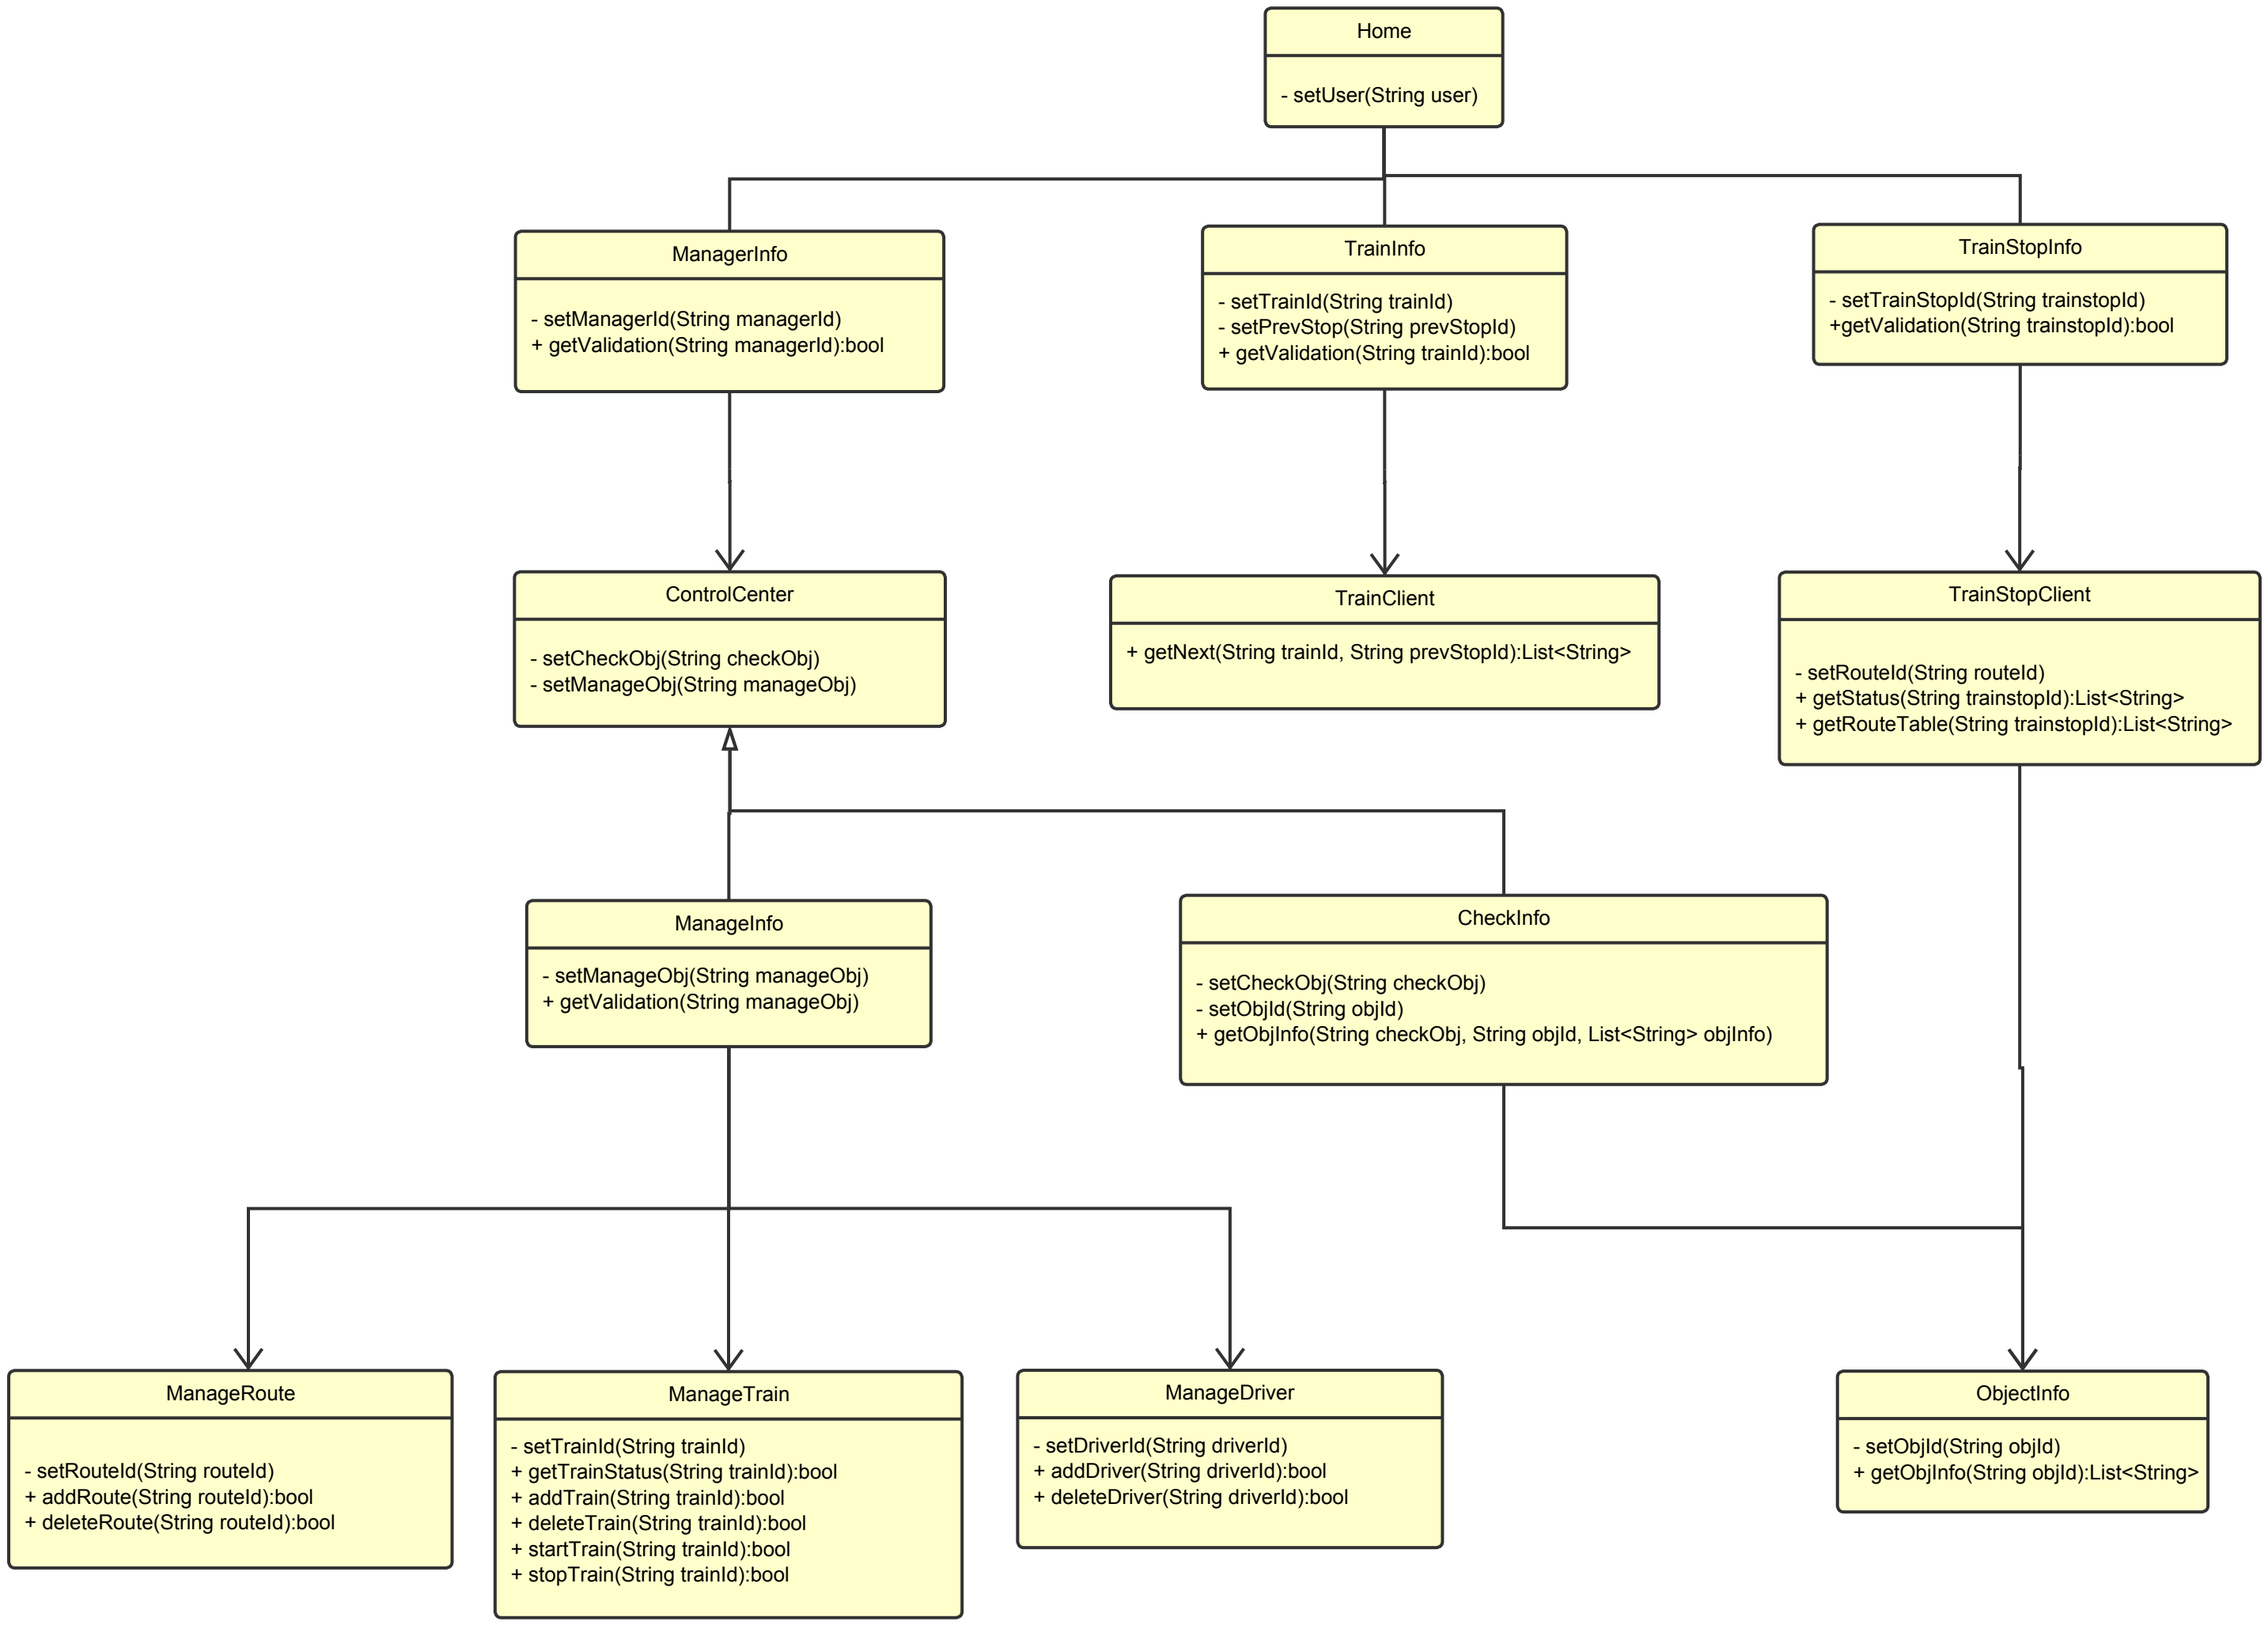 Home
- setUser(String user)
ManagerInfo
- setManagerId(String managerId)
+ getValidation(String managerId):bool
TrainInfo
- setTrainId(String trainId)
- setPrevStop(String prevStopId)
+ getValidation(String trainId):bool
TrainStopInfo
- setTrainStopId(String trainstopId)
+getValidation(String trainstopId):bool
ControlCenter
- setCheckObj(String checkObj)
- setManageObj(String manageObj)
TrainClient
+ getNext(String trainId, String prevStopId):List<String>
TrainStopClient
- setRouteId(String routeId)
+ getStatus(String trainstopId):List<String>
+ getRouteTable(String trainstopId):List<String>
ManageInfo
- setManageObj(String manageObj)
+ getValidation(String manageObj)
CheckInfo
- setCheckObj(String checkObj)
- setObjId(String objId)
+ getObjInfo(String checkObj, String objId, List<String> objInfo)
ManageRoute
- setRouteId(String routeId)
+ addRoute(String routeId):bool
+ deleteRoute(String routeId):bool
ManageTrain
- setTrainId(String trainId)
+ getTrainStatus(String trainId):bool
+ addTrain(String trainId):bool
+ deleteTrain(String trainId):bool
+ startTrain(String trainId):bool
+ stopTrain(String trainId):bool
ManageDriver
- setDriverId(String driverId)
+ addDriver(String driverId):bool
+ deleteDriver(String driverId):bool
ObjectInfo
- setObjId(String objId)
+ getObjInfo(String objId):List<String>